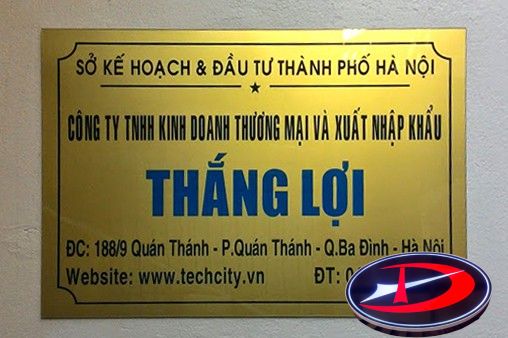 SỞ KẾ HOẠCH & ĐẦU TƯ THÀNH PHỐ HÀ NỘI
CÔNG TY TNHH KINH DOANH THƯƠNG MẠI VÀ XUẤT NHẬP KHẨU
THẮNG LỢI
ĐC: 188/9 Quán Thánh - P.Quán Thánh - Q.Ba Đình - Hà Nội
Website: www.techcity.vn ĐT: 0